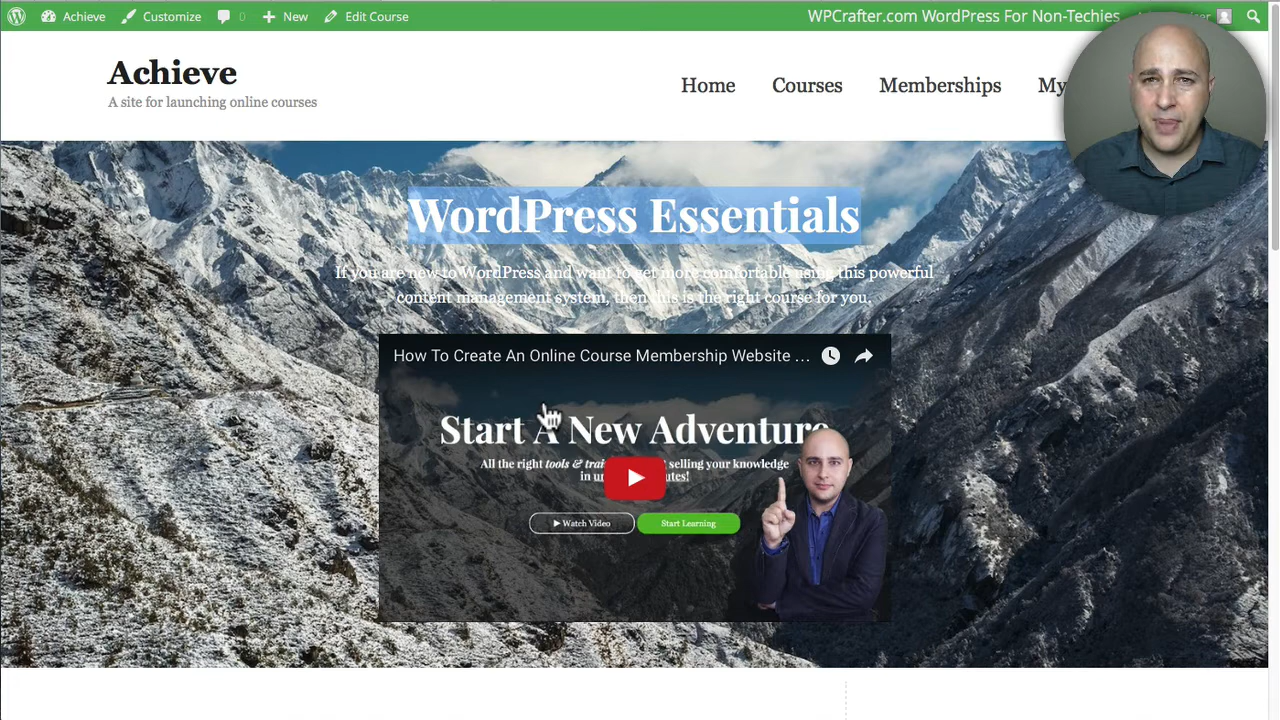 Achieve
Customize
0
New
Edit Course
WPCrafter.com WordPress For Non-Techies
Achieve
A site for launching online courses
Home
Courses
Memberships
My
WordPress Essentials
If you are new to WordPress and want to get more comfortable using this powerful
content management system, then this is the right course for you.
How To Create An Online Course Membership Website ...
Start A New Adventure
All the right tools & selling your knowledge
in
Watch Video
Start Learning